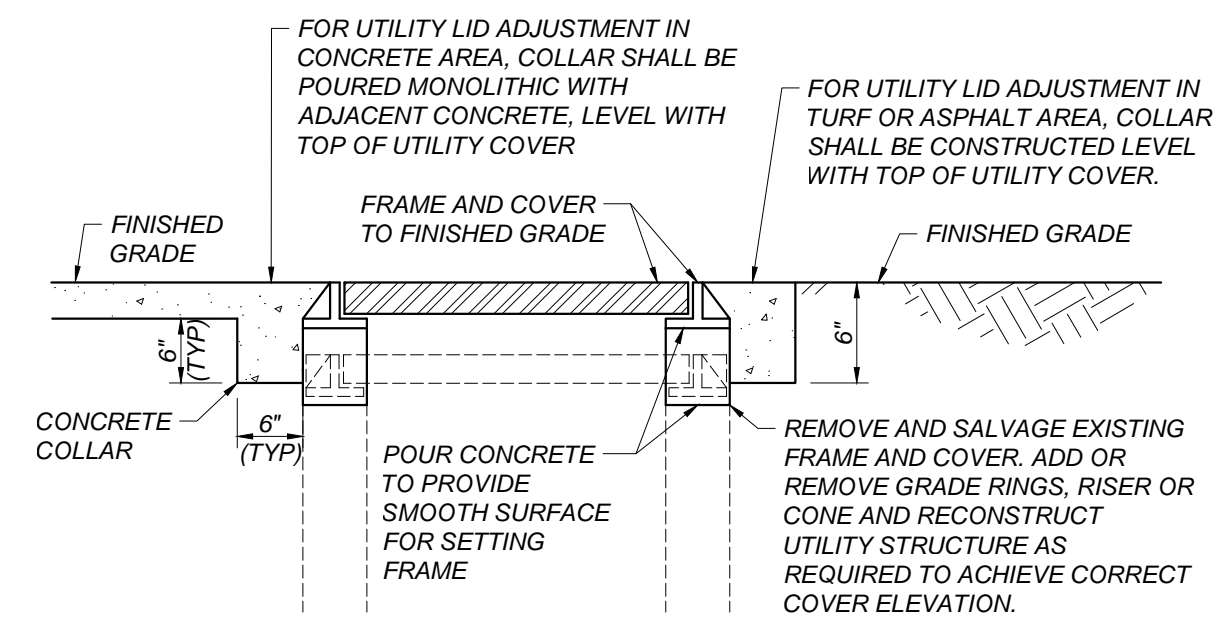 FOR UTILITY LID ADJUSTMENT IN
CONCRETE AREA, COLLAR SHALL BE
POURED MONOLITHIC WITH
ADJACENT CONCRETE, LEVEL WITH
TOP OF UTILITY COVER
FOR UTILITY LID ADJUSTMENT IN
TURF OR ASPHALT AREA, COLLAR
SHALL BE CONSTRUCTED LEVEL
WITH TOP OF UTILITY COVER.
FINISHED
GRADE
FRAME AND COVER
TO FINISHED GRADE
FINISHED GRADE
6"
(TYP)
6"
CONCRETE
COLLAR
6"
(TYP)
POUR CONCRETE
TO PROVIDE
SMOOTH SURFACE
FOR SETTING
FRAME
REMOVE AND SALVAGE EXISTING
FRAME AND COVER. ADD OR
REMOVE GRADE RINGS, RISER OR
CONE AND RECONSTRUCT
UTILITY STRUCTURE AS
REQUIRED TO ACHIEVE CORRECT
COVER ELEVATION.